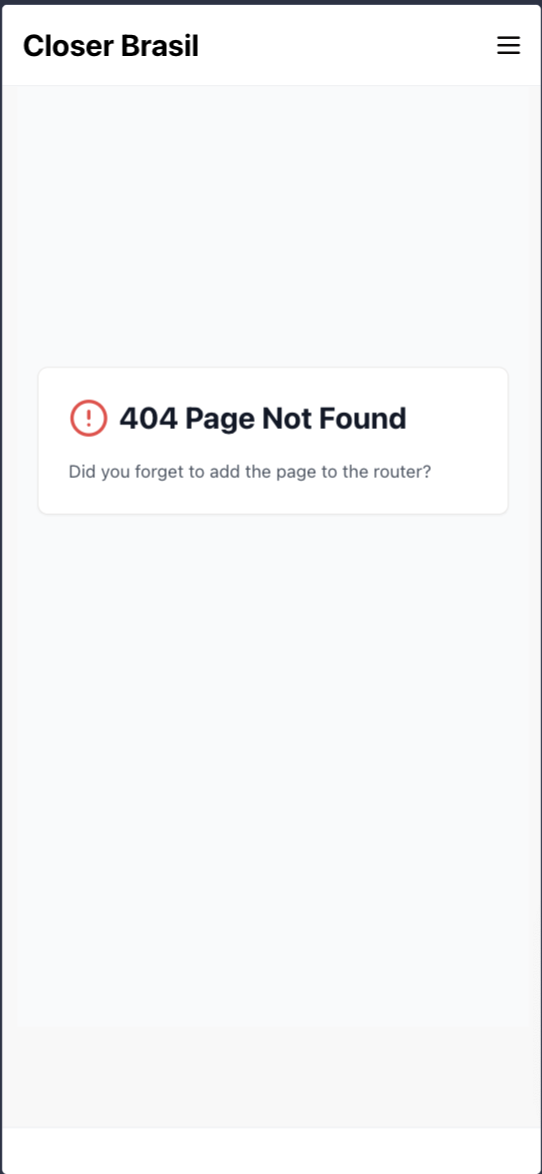 Closer Brasil
404 Page Not Found
Did you forget to add the page to the router?